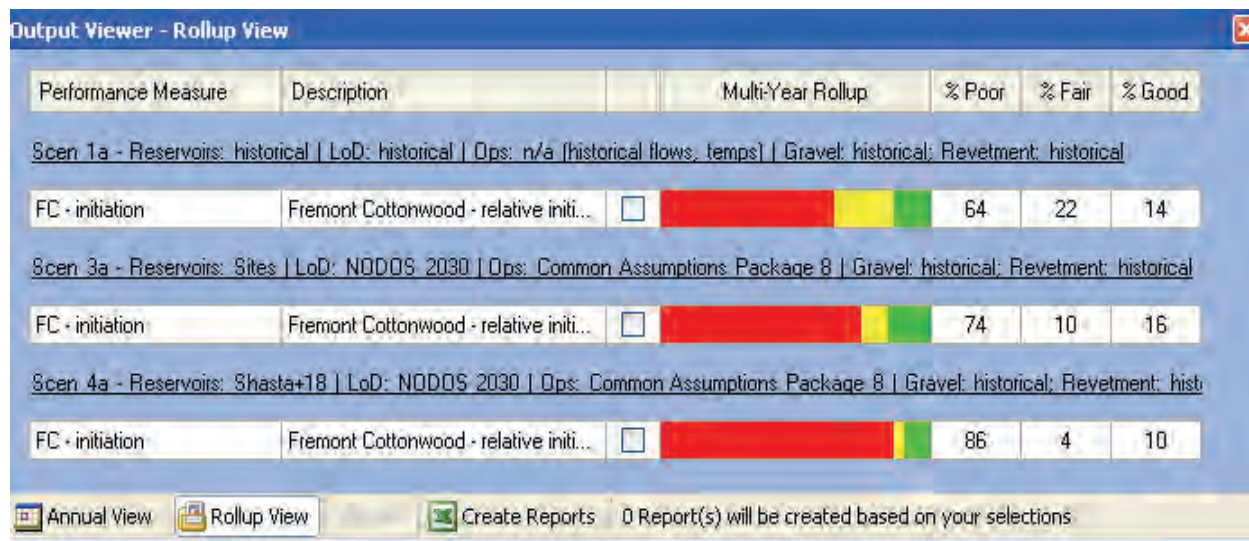 Output Viewer - Rollup View
Performance Measure Description Multi-Year Rollup % Poor % Fair % Good
Scen 1a - Reservoirs: historical | LoD: historical | Ops: n/a (historical flows, temps) | Gravel: historical; Revetment: historical
FC - initiation Fremont Cottonwood - relative initi... 64 22 14
Scen 3a - Reservoirs: Sites | LoD: NODOS 2030 | Ops: Common Assumptions Package 8 | Gravel: historical; Revetment: historical
FC - initiation Fremont Cottonwood - relative initi... 74 10 16
Scen 4a - Reservoirs: Shasta+18 | LoD: NODOS 2030 | Ops: Common Assumptions Package 8 | Gravel: historical; Revetment: histo
FC - initiation Fremont Cottonwood - relative initi... 86 4 10
Annual View Rollup View Create Reports 0 Report(s) will be created based on your selections